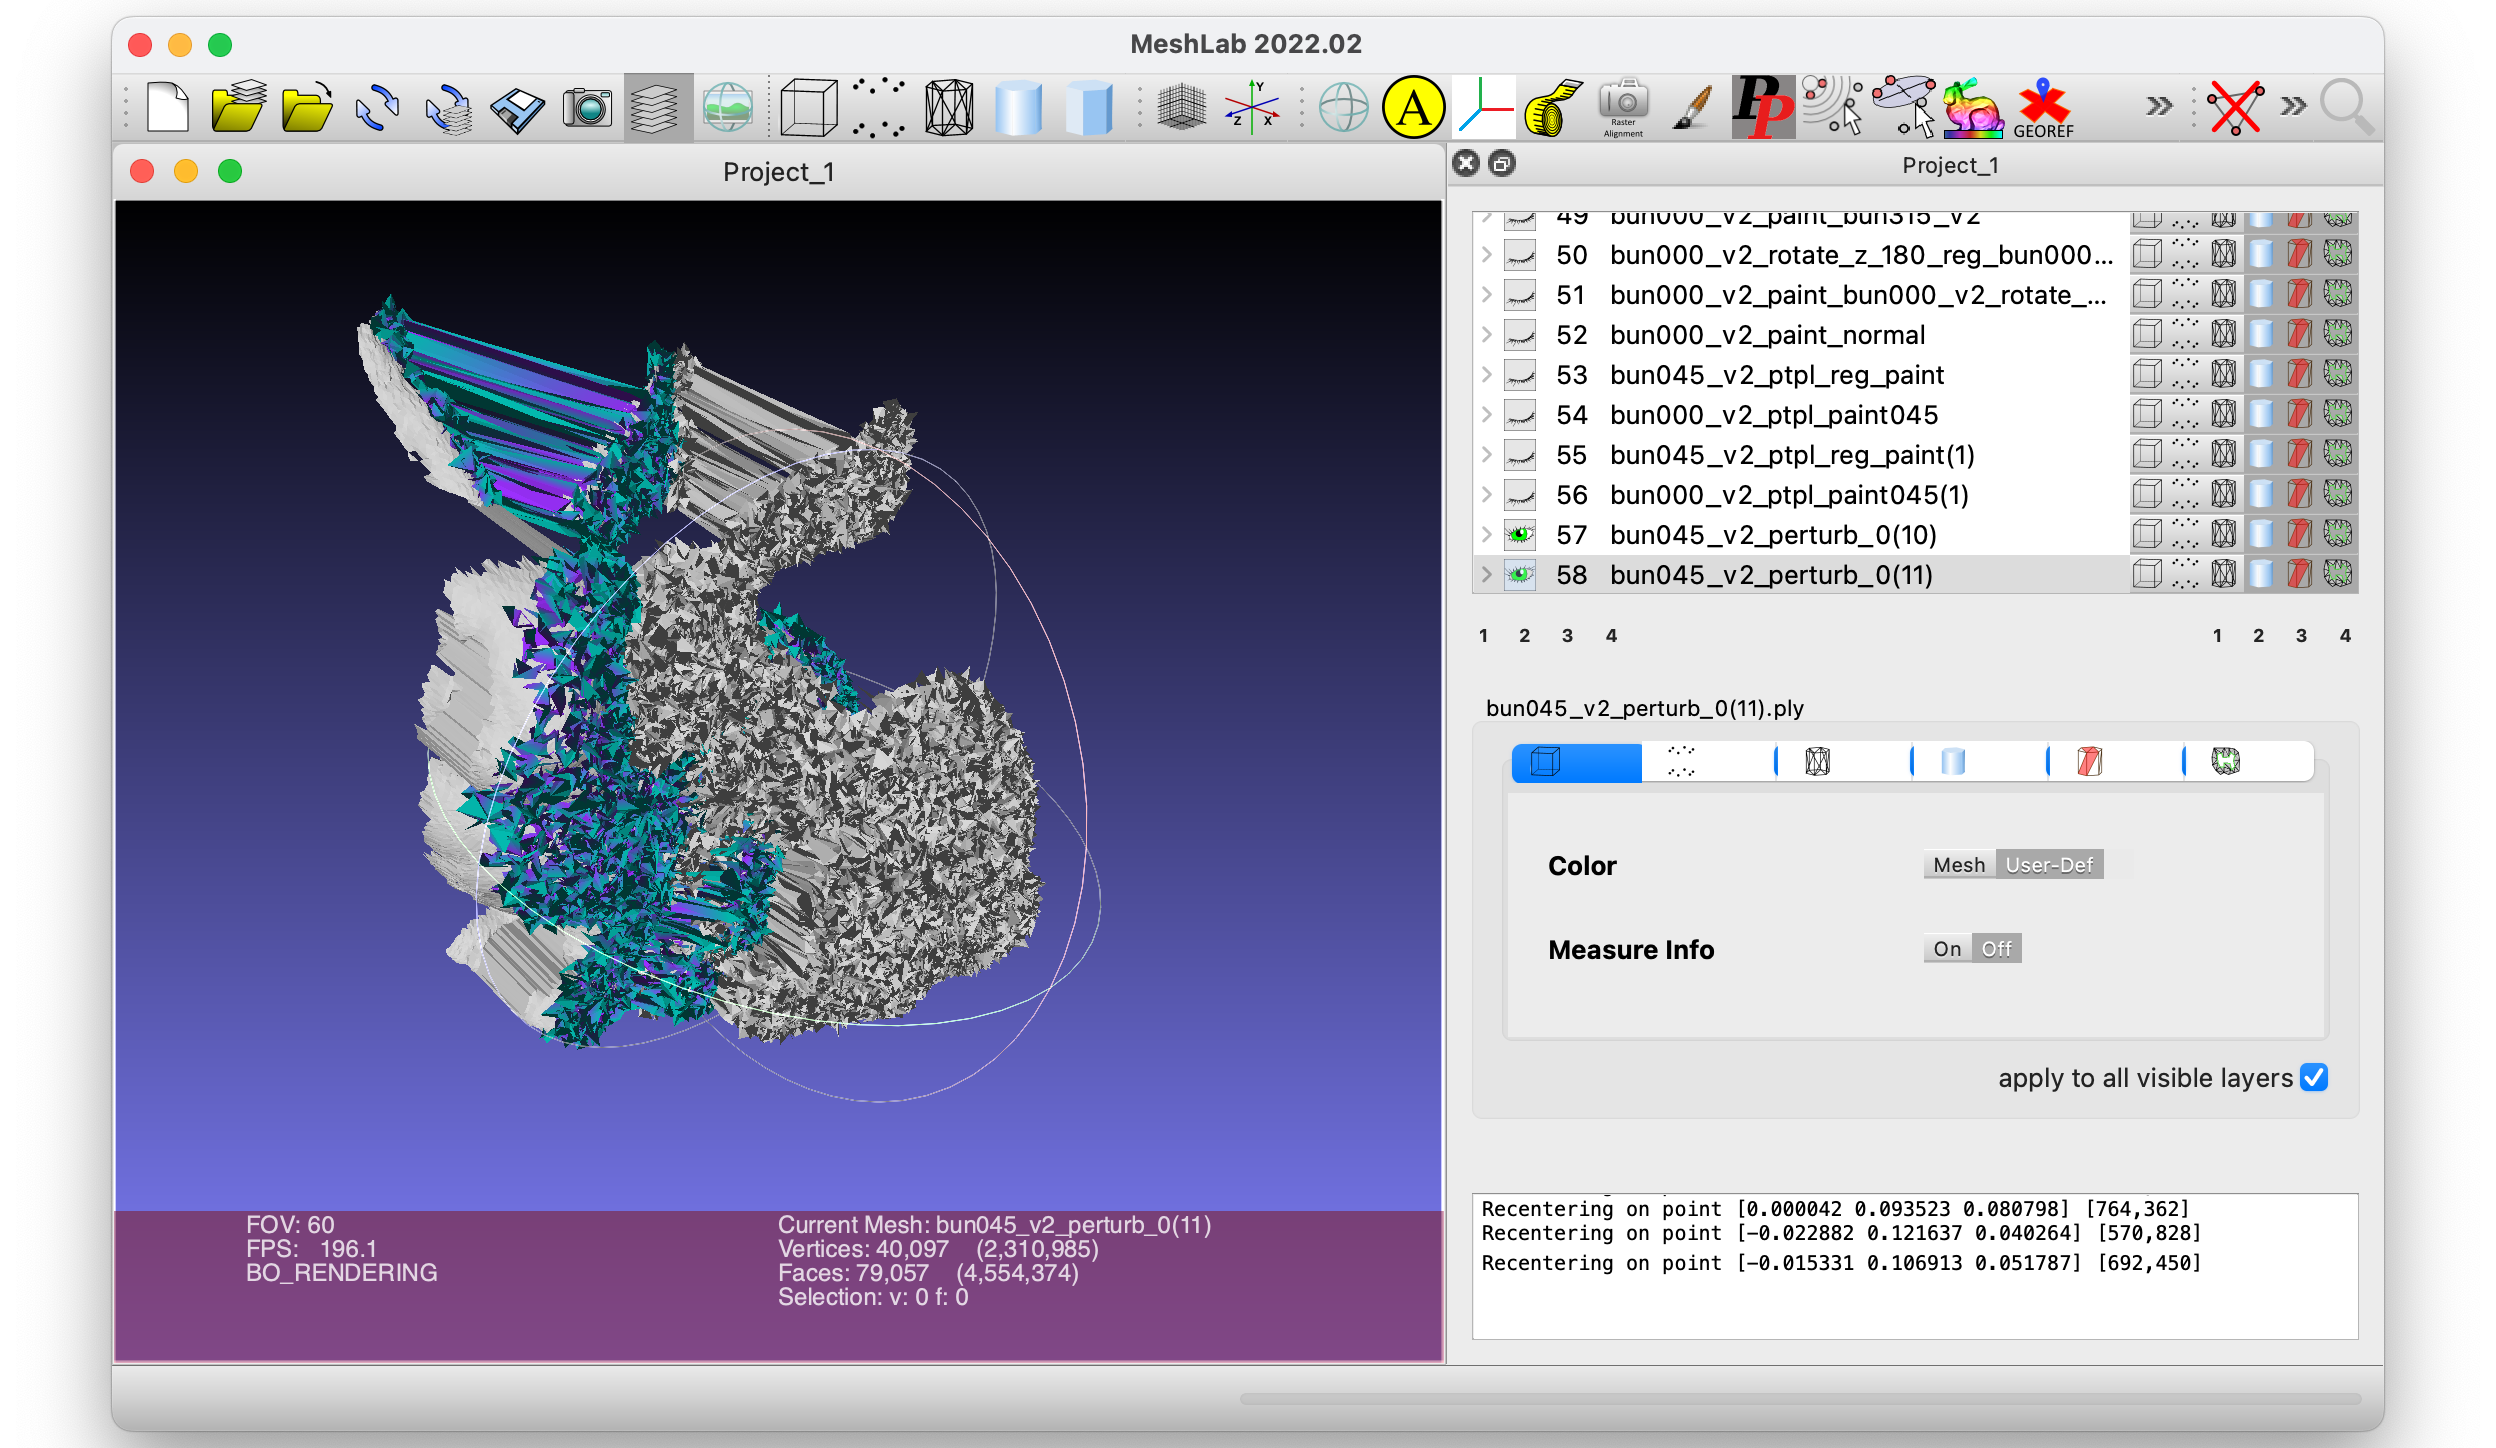 MeshLab 2022.02
Y
Z X
A
Raster
Alignment
PP
GEOREF
Project_1
Project_1
49 bun000_v2_paint_bun315_v2
50 bun000_v2_rotate_z_180_reg_bun000...
51 bun000_v2_paint_bun000_v2_rotate_...
52 bun000_v2_paint_normal
53 bun045_v2_ptpl_reg_paint
54 bun000_v2_ptpl_paint045
55 bun045_v2_ptpl_reg_paint(1)
56 bun000_v2_ptpl_paint045(1)
57 bun045_v2_perturb_0(10)
58 bun045_v2_perturb_0(11)
1 2 3 4 1 2 3 4
bun045_v2_perturb_0(11).ply
Color Mesh User-Def
Measure Info On Off
apply to all visible layers
Recentering on point [0.000042 0.093523 0.080798] [764,362]
Recentering on point [-0.022882 0.121637 0.040264] [570,828]
Recentering on point [-0.015331 0.106913 0.051787] [692,450]
FOV: 60
FPS: 196.1
BO_RENDERING
Current Mesh: bun045_v2_perturb_0(11)
Vertices: 40,097 (2,310,985)
Faces: 79,057 (4,554,374)
Selection: v: 0 f: 0